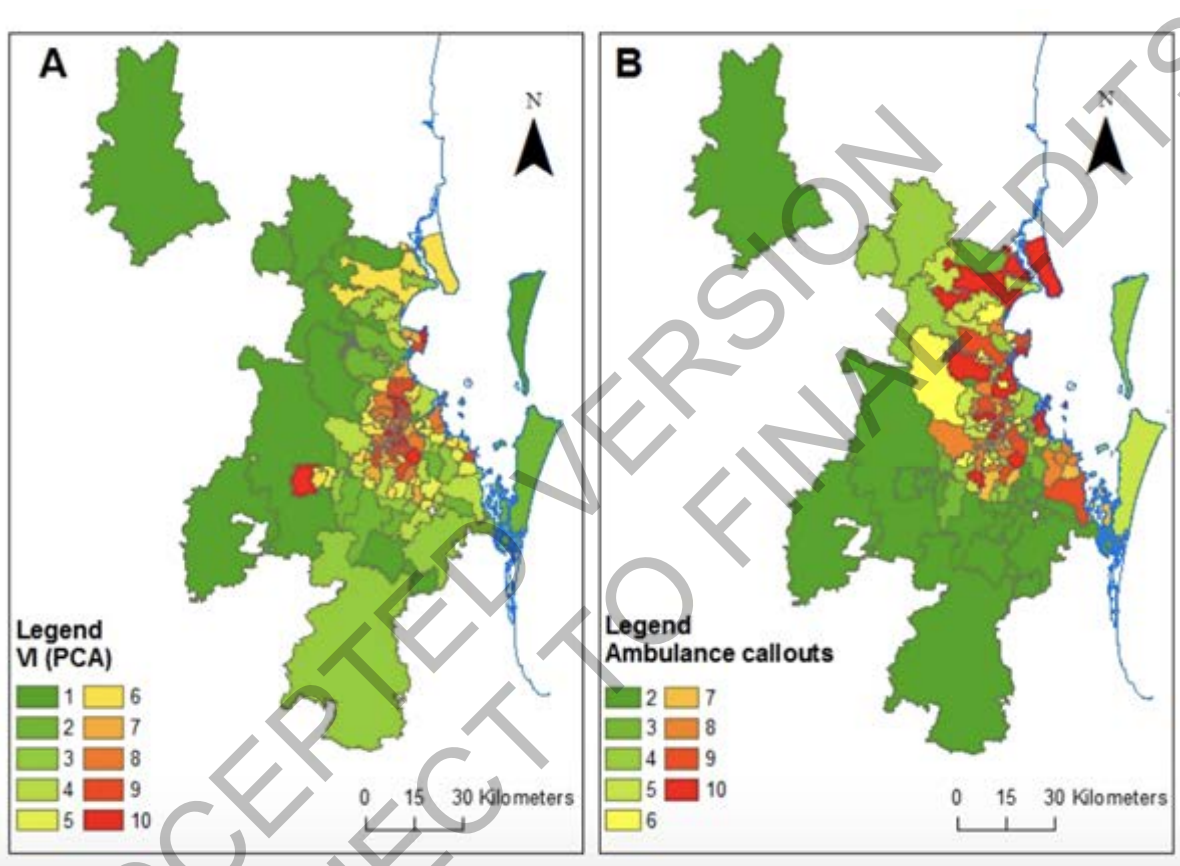 A
N
Legend
VI (PCA)
1 6
2 7
3 8
4 9
5 10
0 15 30 Kilometers
B
N
Legend
Ambulance callouts
2 7
3 8
4 9
5 10
6
0 15 30 Kilometers
ACCEPTED VERSION
SUBJECT TO FINAL EDITS